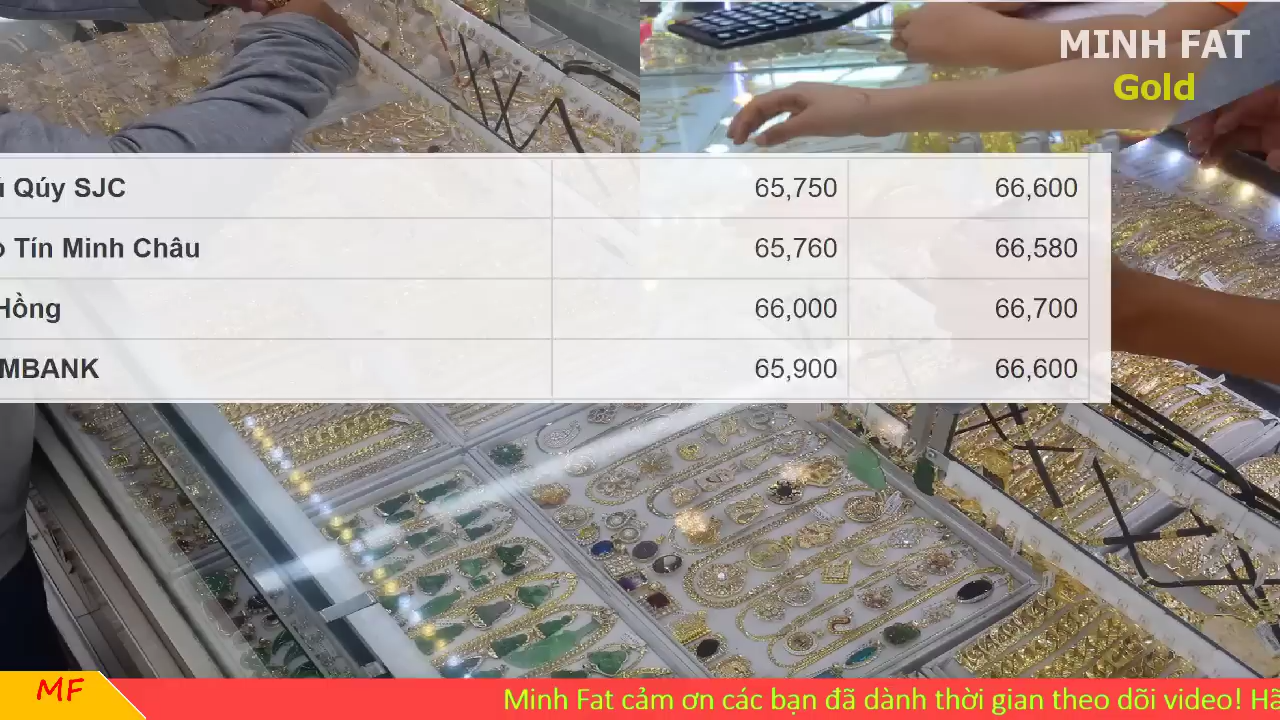 MINH FAT
Gold
Qúy SJC 65,750 66,600
Tín Minh Châu 65,760 66,580
Hồng 66,000 66,700
MBANK 65,900 66,600
MF Minh Fat cảm ơn các bạn đã dành thời gian theo dõi video! Hã